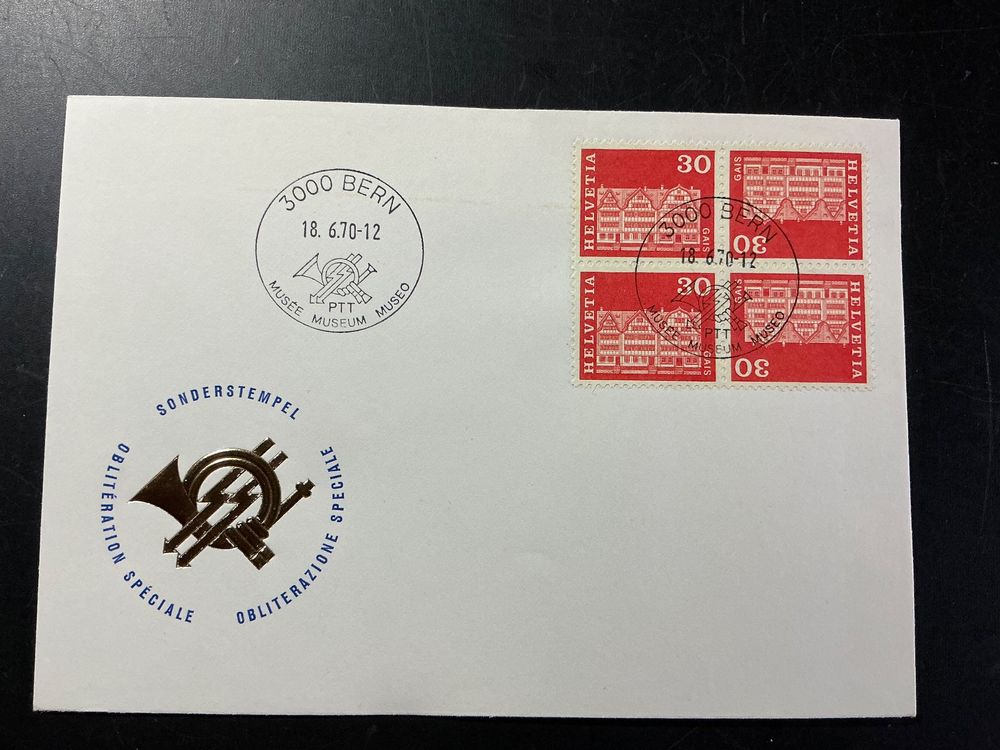 3000 BERN
18. 6.70-12
PTT
MUSÉE MUSEUM MUSEO
HELVETIA
30
GAIS
GAIS
HELVETIA
30
3000 BERN
18. 6.70-12
PTT
MUSÉE MUSEUM MUSEO
HELVETIA
30
GAIS
GAIS
HELVETIA
30
SONDERSTEMPEL
OBLITÉRATION SPÉCIALE
OBLITERAZIONE SPECIALE